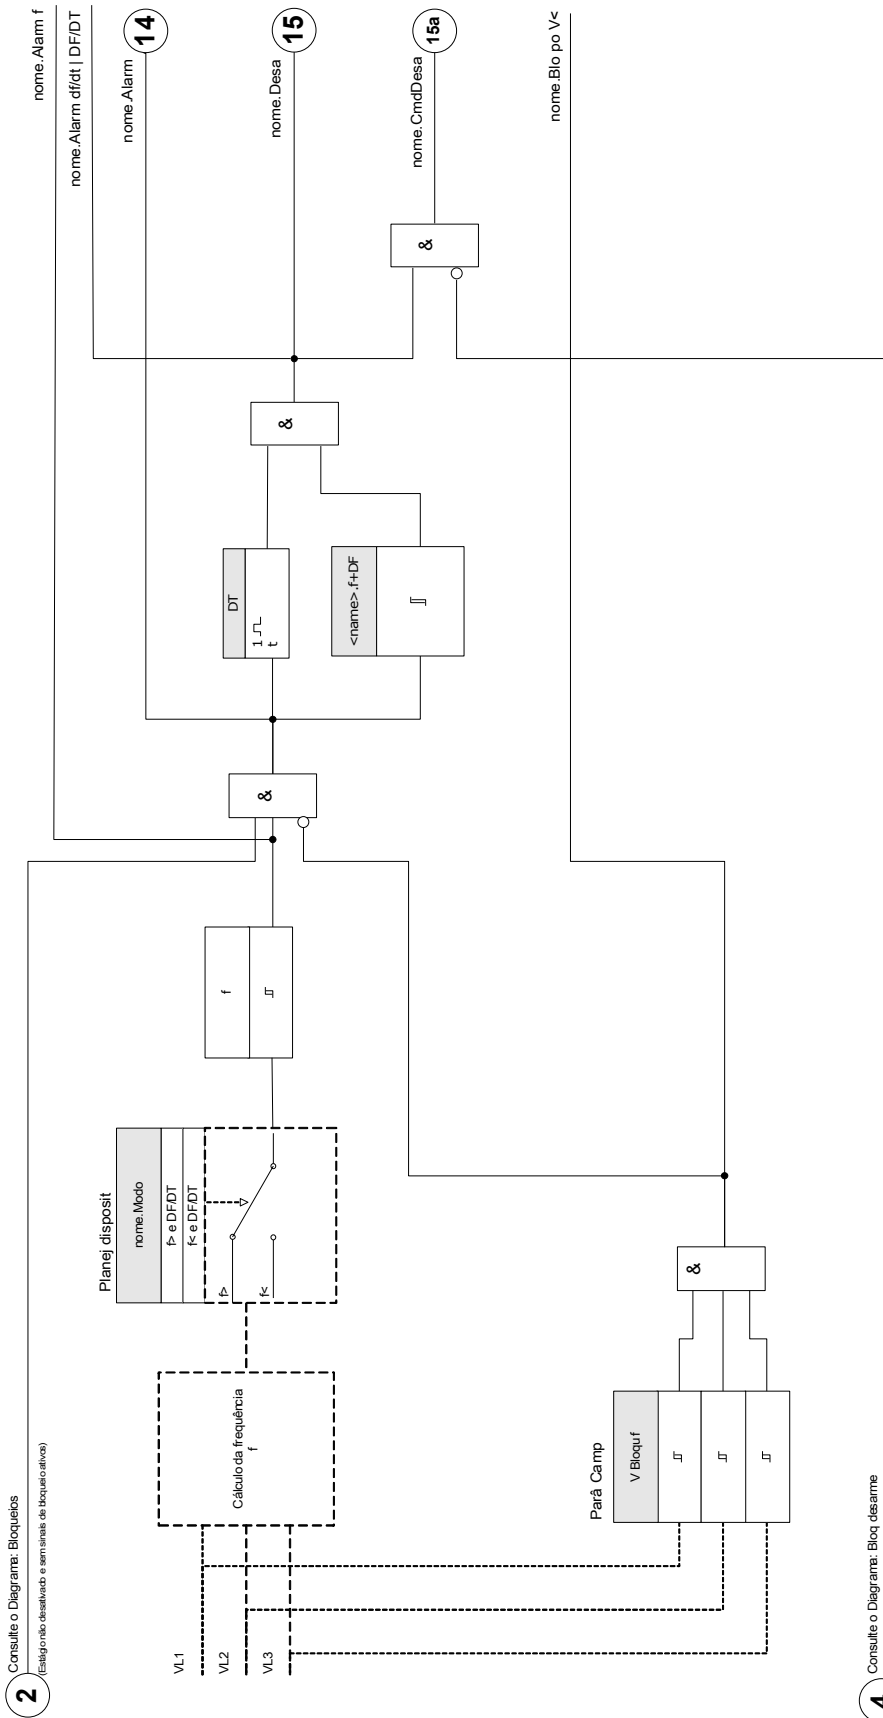 2
Consulte o Diagrama: Bloqueios
(Estágio não desativado e sem sinais de bloqueio ativos)
VL1
VL2
VL3
Cálculo da frequência
f
Planej disposit
nome.Modo
f> e DF/DT
f< e DF/DT
f>
f<
f
&
DT
1
t
<name>.f+DF
&
&
nome.Alarm f
nome.Alarm df/dt | DF/DT
nome.Alarm
14
nome.Desa
15
nome.CmdDesa
15a
nome.Blo po V<
Parâ Camp
V Bloqu f
&
4
Consulte o Diagrama: Bloq desarme